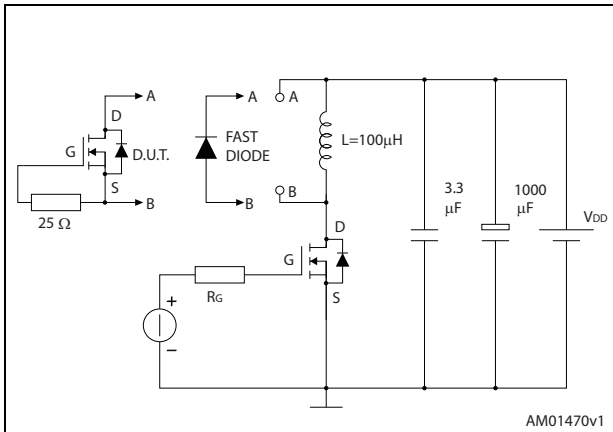 A
D
G
D.U.T.
S
B
25 Ω
A
FAST
DIODE
B
A
B
L=100μH
D
G
S
RG
+
–
3.3
μF
1000
μF
VDD
AM01470v1